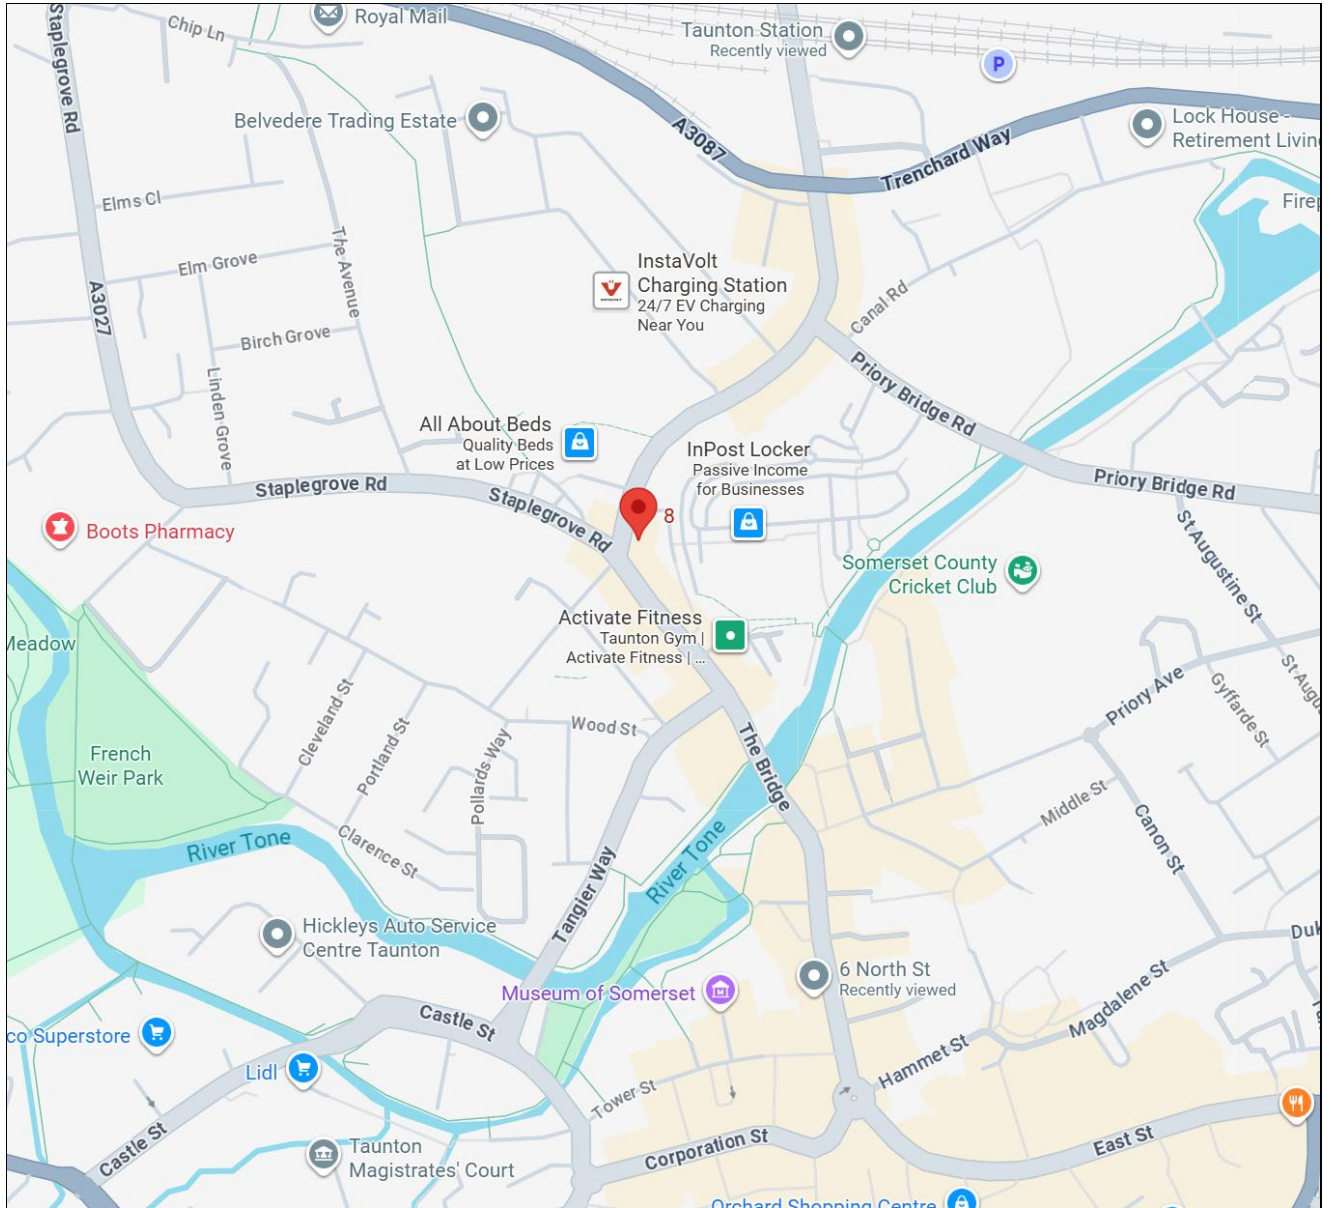 Chip Ln
Royal Mail
Taunton Station
Recently viewed
P
Staplegrove Rd
Belvedere Trading Estate
A3087
Trenchard Way
Lock House -
Retirement Living
Elms Cl
The Avenue
Elm Grove
InstaVolt
Charging Station
24/7 EV Charging
Near You
A3027
Canal Rd
Birch Grove
Linden Grove
Priory Bridge Rd
All About Beds
Quality Beds
at Low Prices
InPost Locker
Passive Income
for Businesses
Staplegrove Rd
Staplegrove Rd
Priory Bridge Rd
8
Boots Pharmacy
St Augustine St
Somerset County
Cricket Club
Activate Fitness
Taunton Gym |
Activate Fitness | ...
Meadow
Priory Ave
Gyffarde St
Cleveland St
Portland St
Wood St
Pollards Way
The Bridge
French
Weir Park
Middle St
Canon St
River Tone
Clarence St
River Tone
Tangier Way
Hickleys Auto Service
Centre Taunton
6 North St
Recently viewed
Museum of Somerset
Magdalene St
Castle St
co Superstore
Lidl
Hammet St
Tower St
Castle St
Taunton
Magistrates' Court
Corporation St
East St
Orchard Shopping Centre